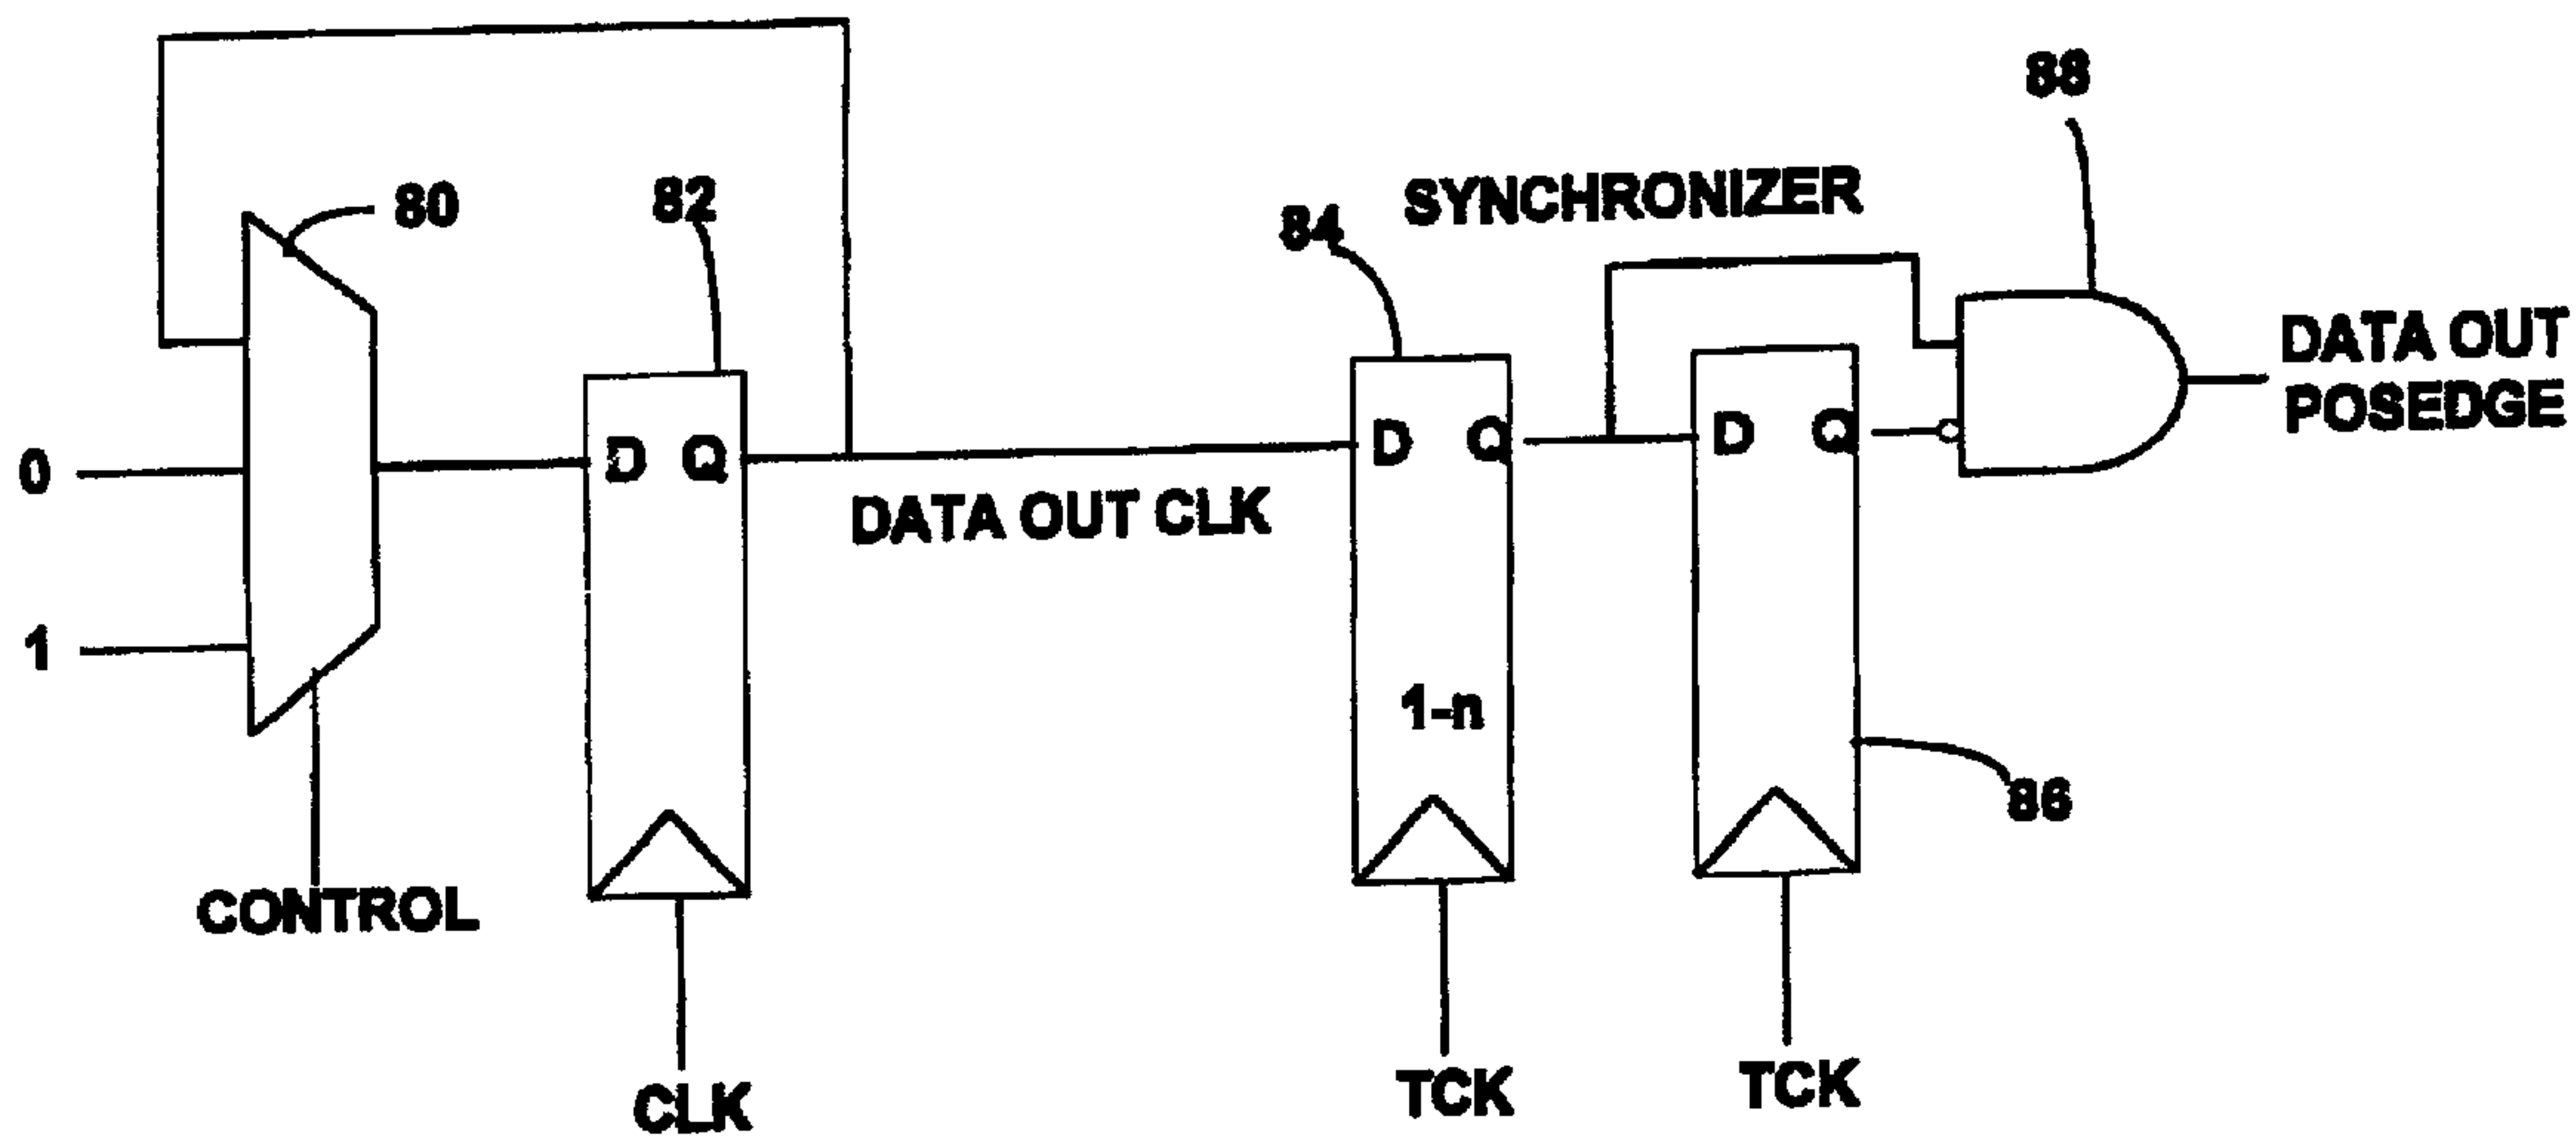 88
80
82
84
SYNCHRONIZER
DATA OUT
POSEDGE
D Q
D Q
D Q
0
DATA OUT CLK
1
1-n
86
CONTROL
CLK
TCK
TCK